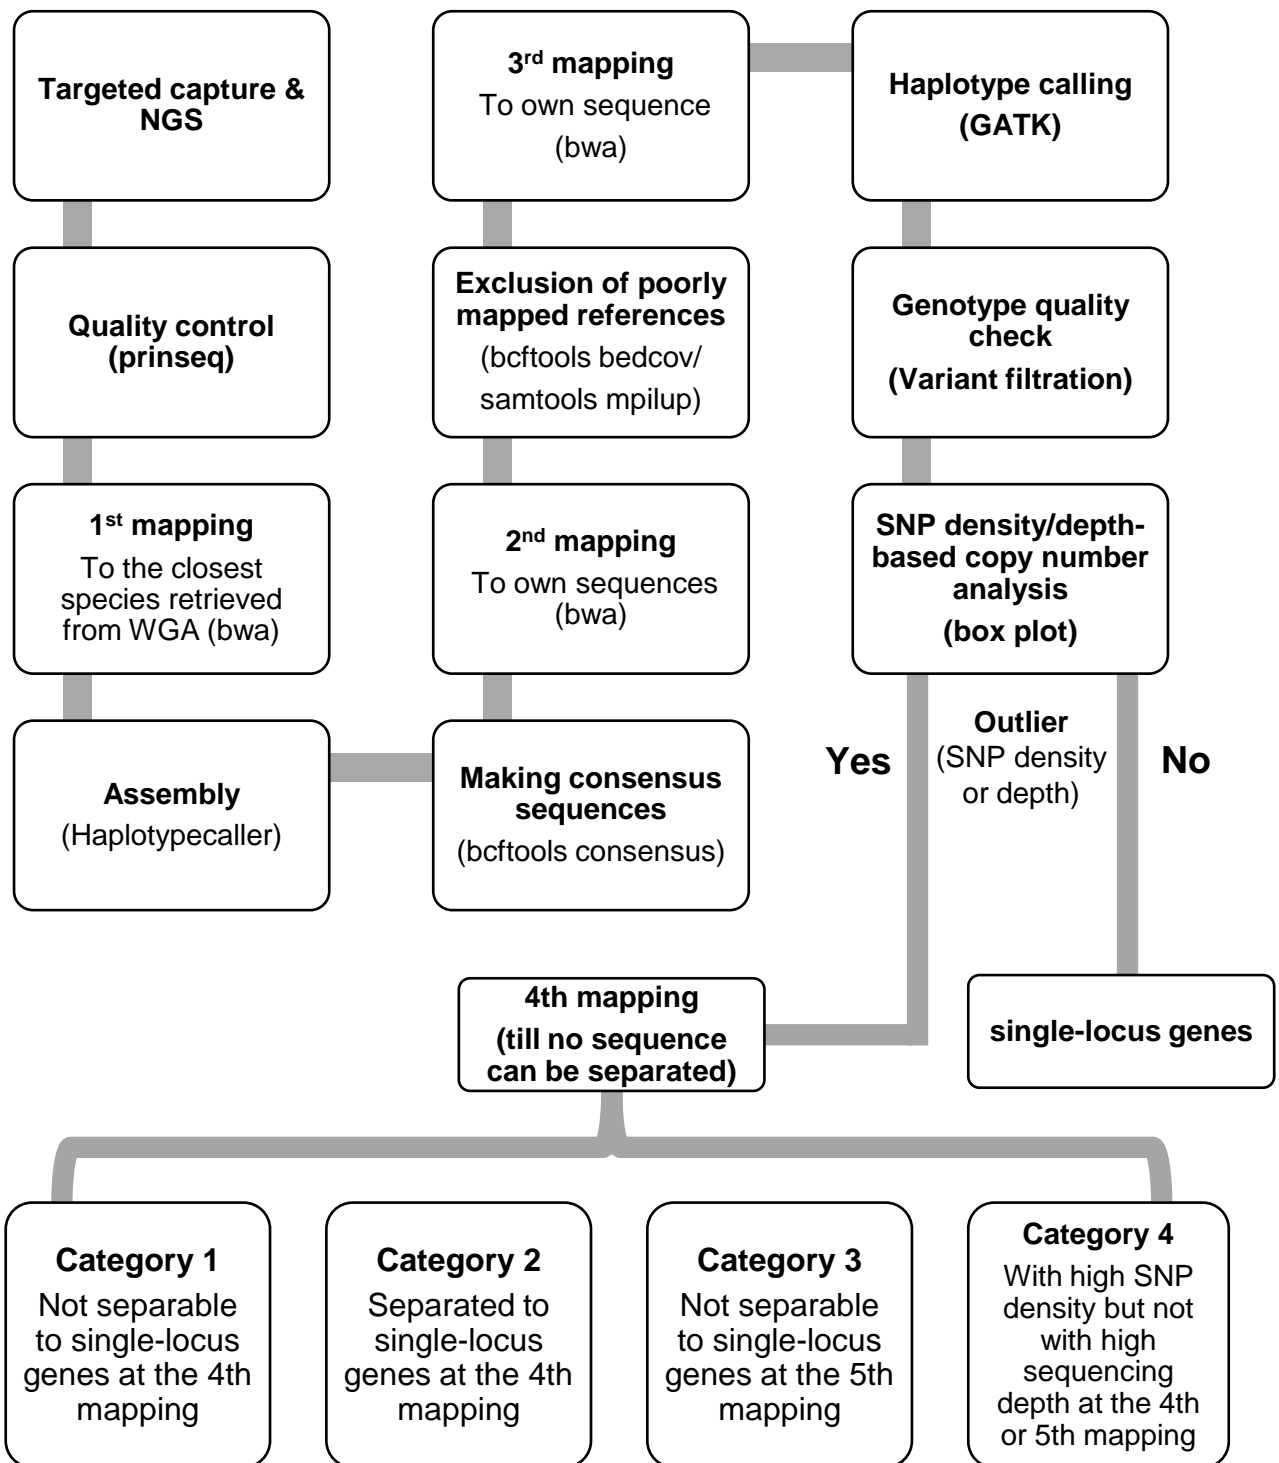 Targeted capture &
NGS
Quality control
(prinseq)
1st mapping
To the closest
species retrieved
from WGA (bwa)
Assembly
(Haplotypecaller)
Making consensus
sequences
(bcftools consensus)
2nd mapping
To own sequences
(bwa)
Exclusion of poorly
mapped references
(bcftools bedcov/
samtools mpilup)
3rd mapping
To own sequence
(bwa)
Haplotype calling
(GATK)
Genotype quality
check
(Variant filtration)
SNP density/depth-
based copy number
analysis
(box plot)
Yes
Outlier
(SNP density
or depth)
No
4th mapping
(till no sequence
can be separated)
single-locus genes
Category 1
Not separable
to single-locus
genes at the 4th
mapping
Category 2
Separated to
single-locus
genes at the 4th
mapping
Category 3
Not separable
to single-locus
genes at the 5th
mapping
Category 4
With high SNP
density but not
with high
sequencing
depth at the 4th
or 5th mapping